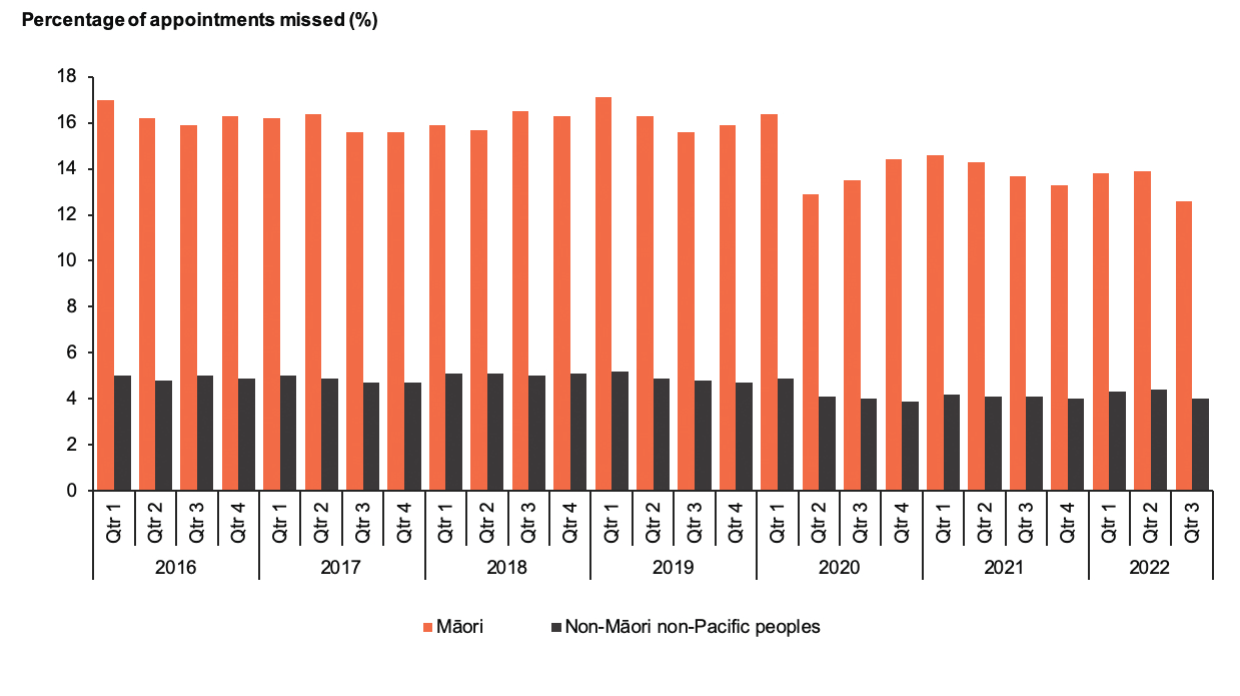 Percentage of appointments missed (%)
18
16
14
12
10
8
6
4
2
0
Qtr 1 Qtr 2 Qtr 3 Qtr 4 Qtr 1 Qtr 2 Qtr 3 Qtr 4 Qtr 1 Qtr 2 Qtr 3 Qtr 4 Qtr 1 Qtr 2 Qtr 3 Qtr 4 Qtr 1 Qtr 2 Qtr 3 Qtr 4 Qtr 1 Qtr 2 Qtr 3 Qtr 4 Qtr 1 Qtr 2 Qtr 3
2016 2017 2018 2019 2020 2021 2022
Māori Non-Māori non-Pacific peoples